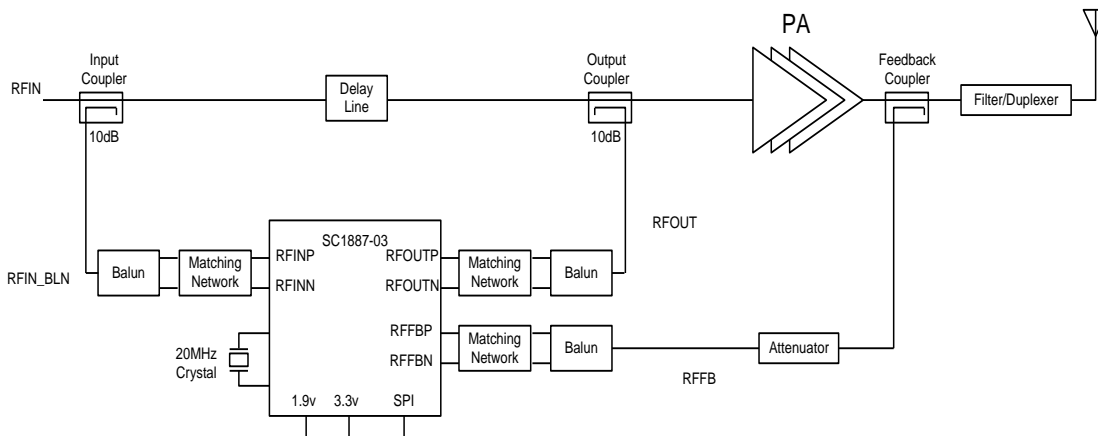 PA
Input
Coupler
Output
Coupler
Feedback
Coupler
RFIN
Delay
Line
Filter/Duplexer
10dB
10dB
RFOUT
SC1887-03
RFIN_BLN
Balun
Matching
Network
RFINP
RFINN
RFOUTP
RFOUTN
Matching
Network
Balun
20MHz
Crystal
RFFBP
RFFBN
Matching
Network
Balun
Attenuator
RFFB
1.9v
3.3v
SPI